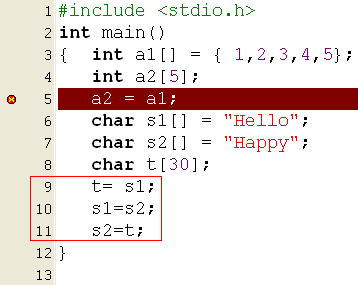 1 #include <stdio.h>
2 int main()
3 {  int a1[] = { 1,2,3,4,5};
4    int a2[5];
5    a2 = a1;
6    char s1[] = "Hello";
7    char s2[] = "Happy";
8    char t[30];
9    t= s1;
10    s1=s2;
11    s2=t;
12 }
13